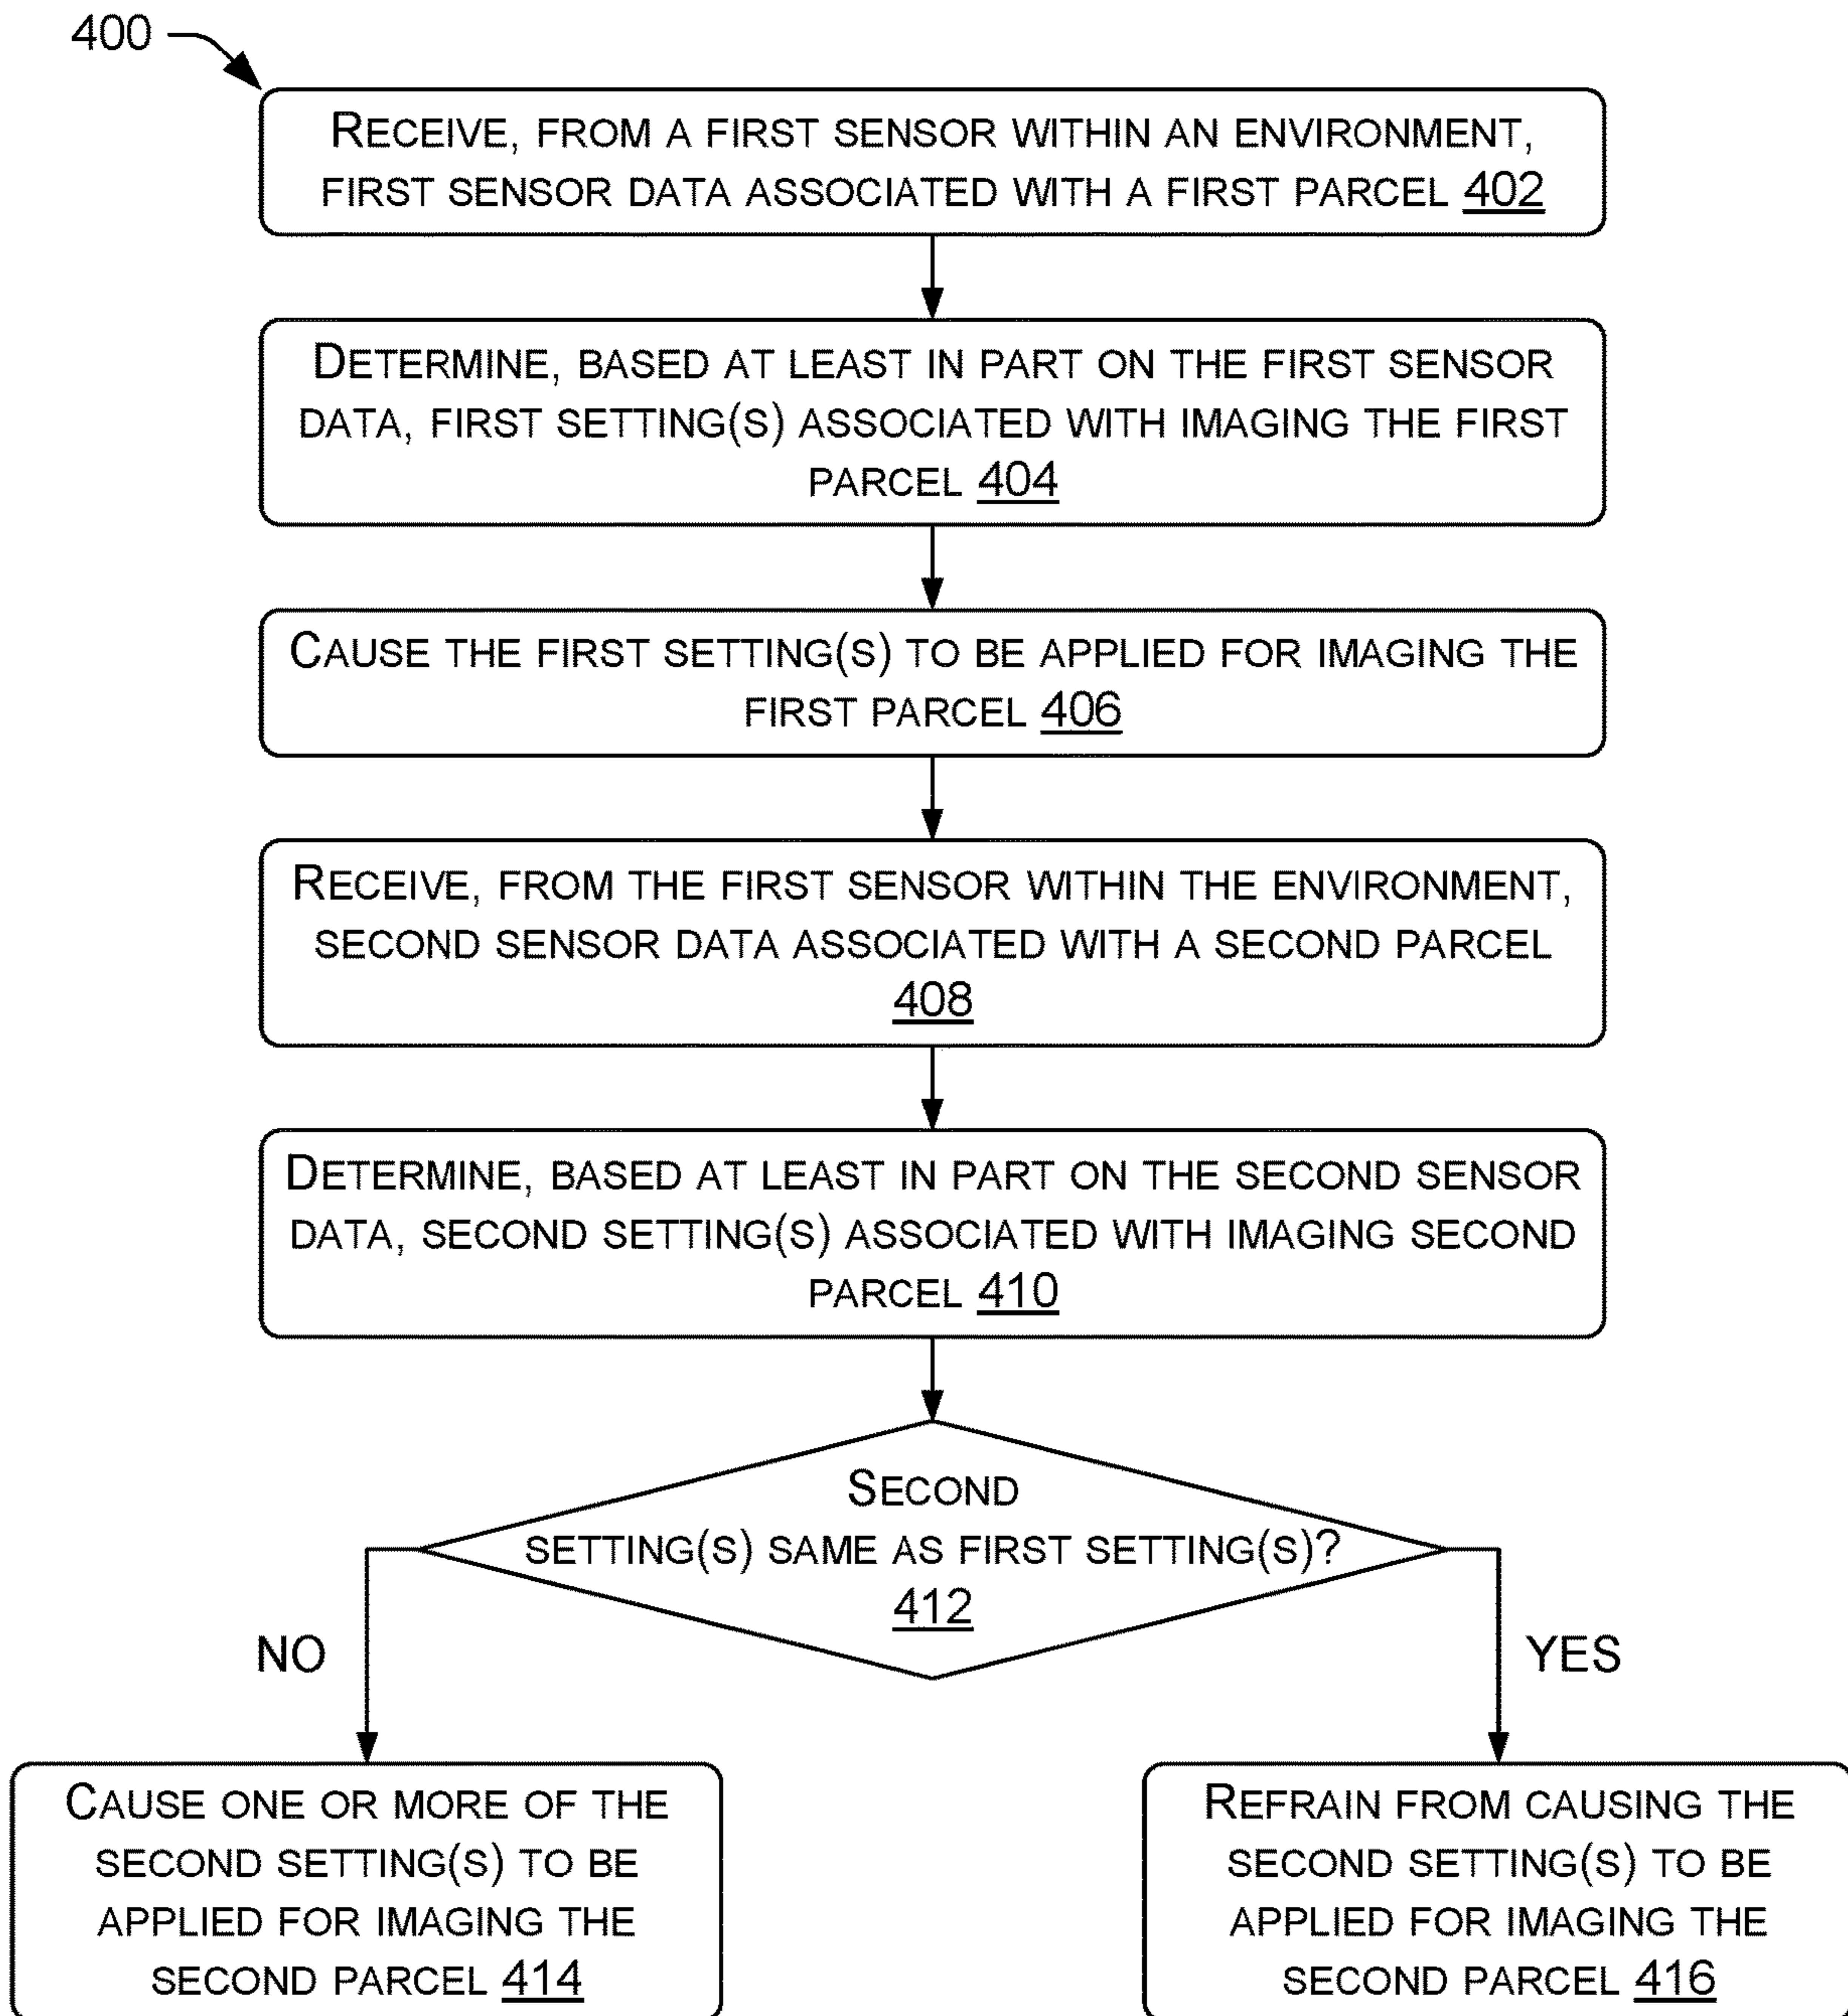 400
RECEIVE, FROM A FIRST SENSOR WITHIN AN ENVIRONMENT,
FIRST SENSOR DATA ASSOCIATED WITH A FIRST PARCEL 402
DETERMINE, BASED AT LEAST IN PART ON THE FIRST SENSOR
DATA, FIRST SETTING(S) ASSOCIATED WITH IMAGING THE FIRST
PARCEL 404
CAUSE THE FIRST SETTING(S) TO BE APPLIED FOR IMAGING THE
FIRST PARCEL 406
RECEIVE, FROM THE FIRST SENSOR WITHIN THE ENVIRONMENT,
SECOND SENSOR DATA ASSOCIATED WITH A SECOND PARCEL
408
DETERMINE, BASED AT LEAST IN PART ON THE SECOND SENSOR
DATA, SECOND SETTING(S) ASSOCIATED WITH IMAGING SECOND
PARCEL 410
SECOND
SETTING(S) SAME AS FIRST SETTING(S)?
412
NO
YES
CAUSE ONE OR MORE OF THE
SECOND SETTING(S) TO BE
APPLIED FOR IMAGING THE
SECOND PARCEL 414
REFRAIN FROM CAUSING THE
SECOND SETTING(S) TO BE
APPLIED FOR IMAGING THE
SECOND PARCEL 416